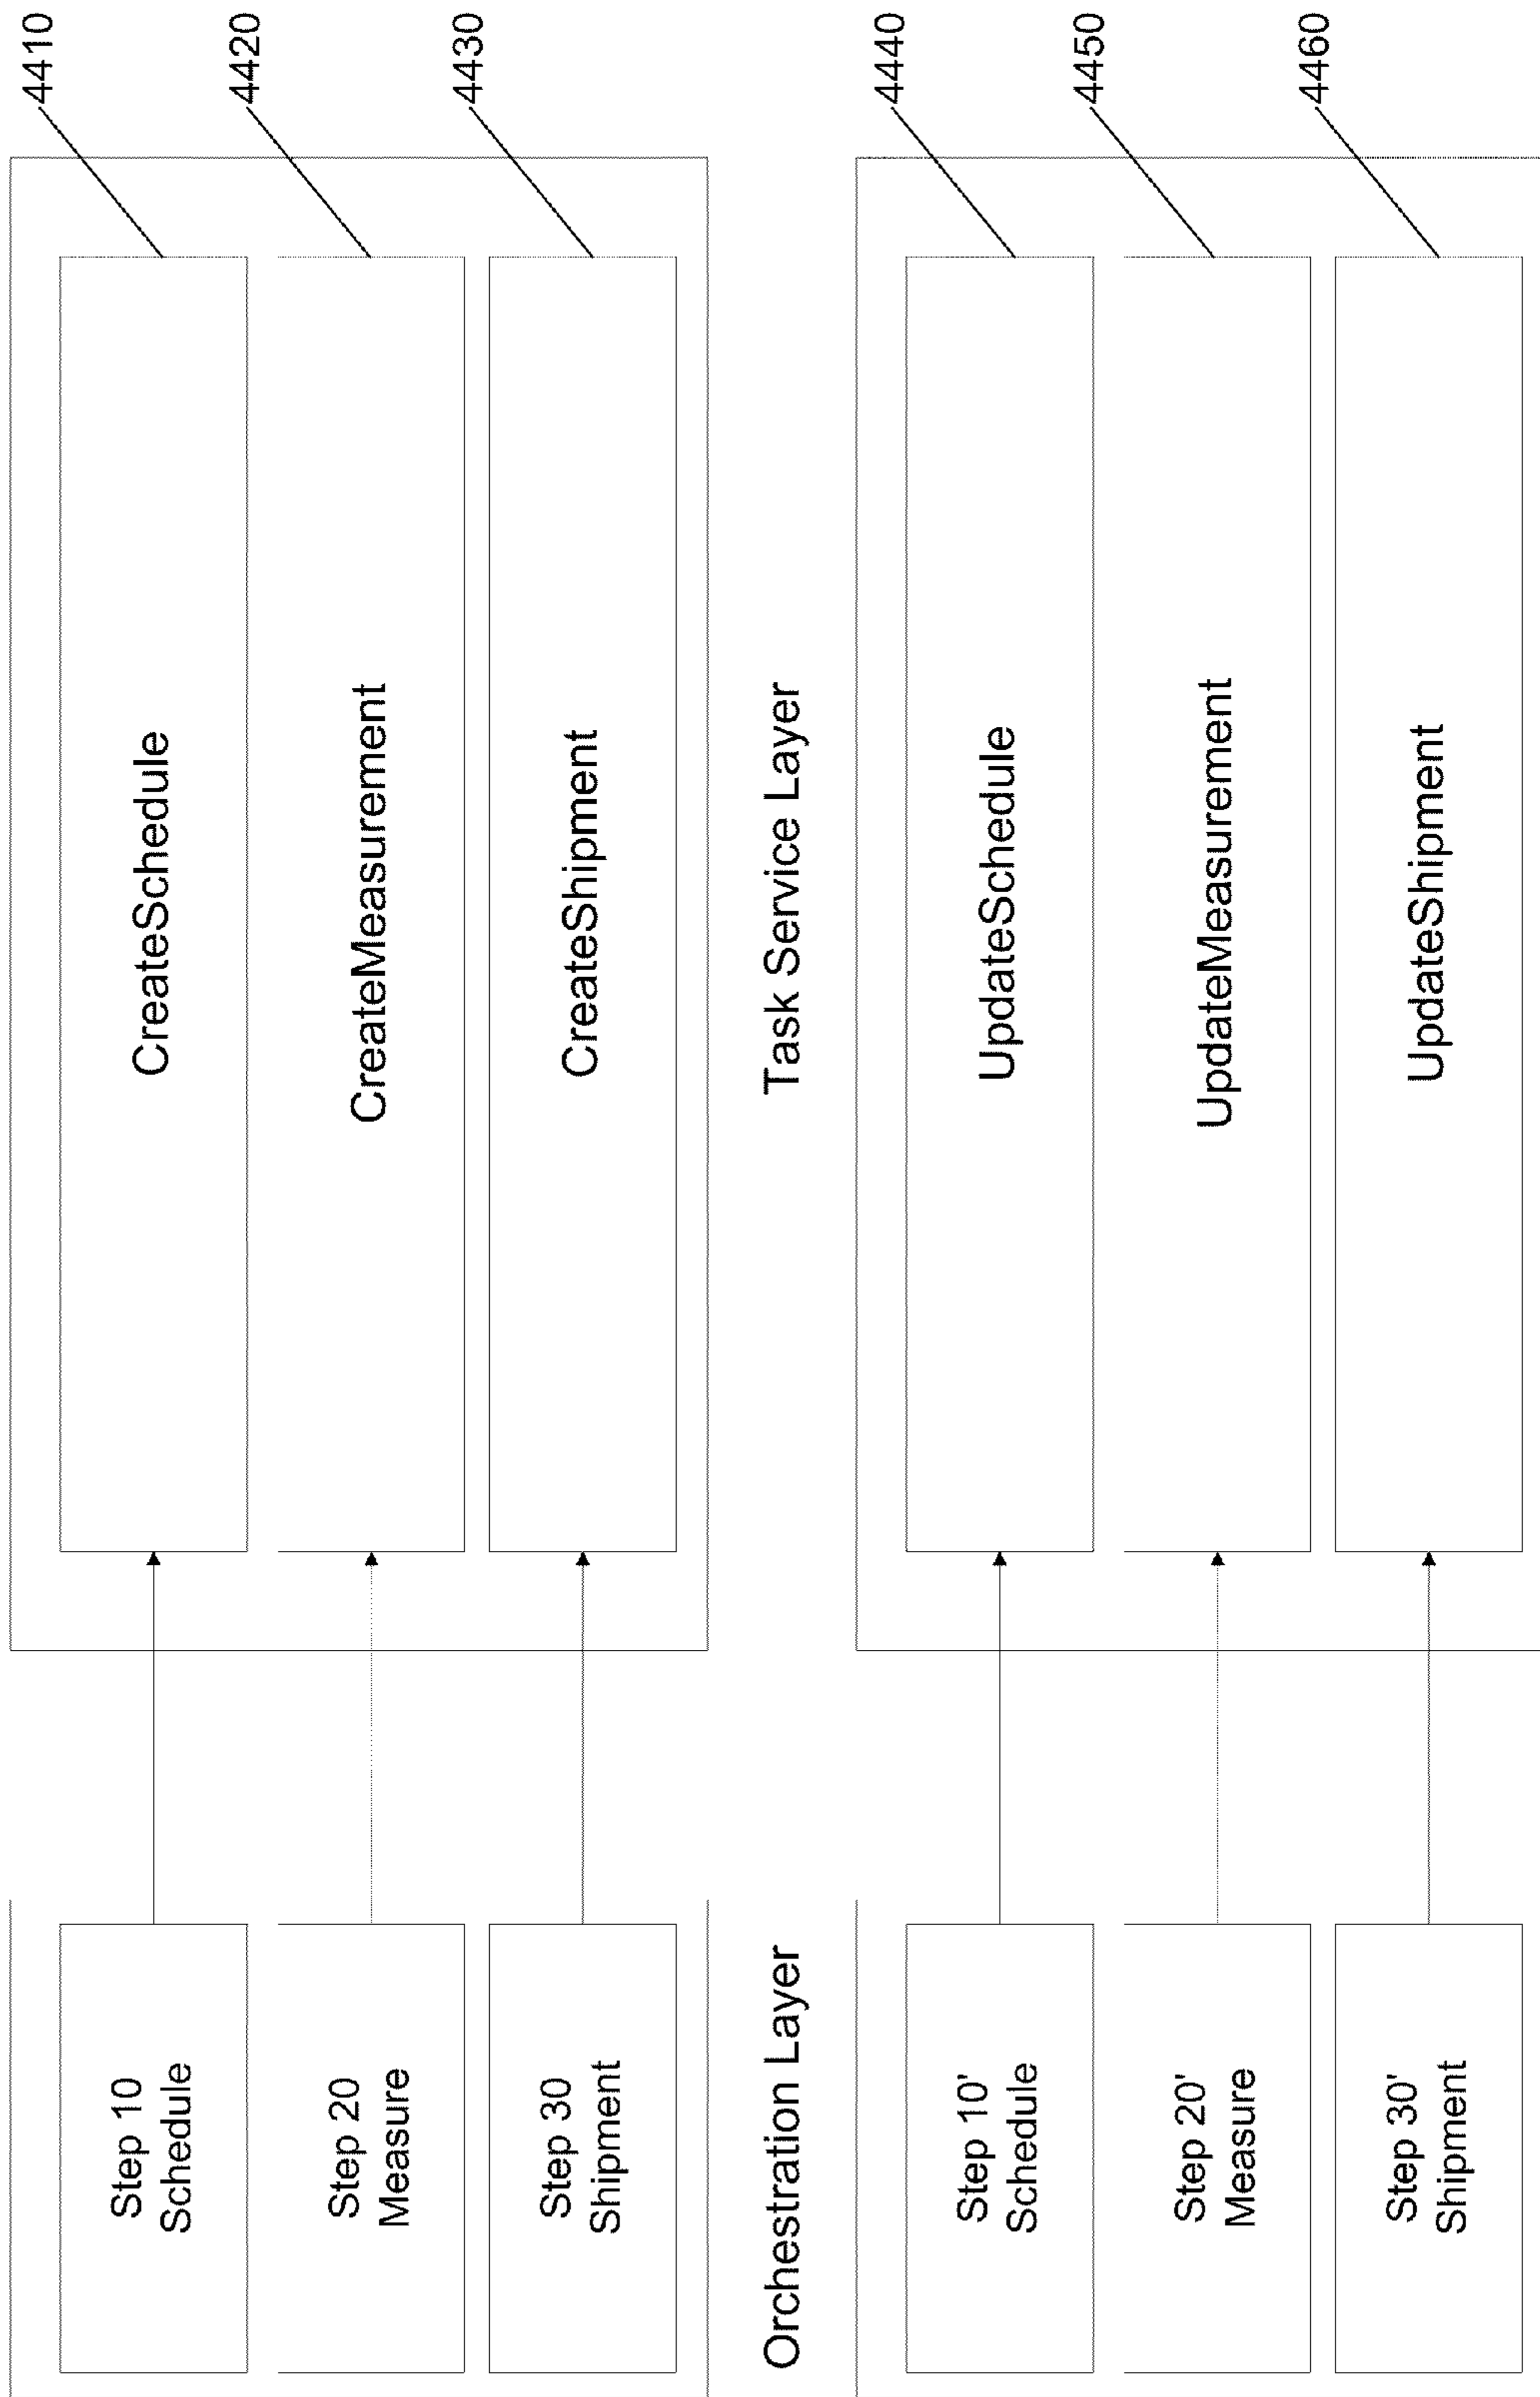 Step 10
Schedule
CreateSchedule
4410
Step 20
Measure
CreateMeasurement
4420
Step 30
Shipment
CreateShipment
4430
Orchestration Layer
Task Service Layer
Step 10'
Schedule
UpdateSchedule
4440
Step 20'
Measure
UpdateMeasurement
4450
Step 30'
Shipment
UpdateShipment
4460